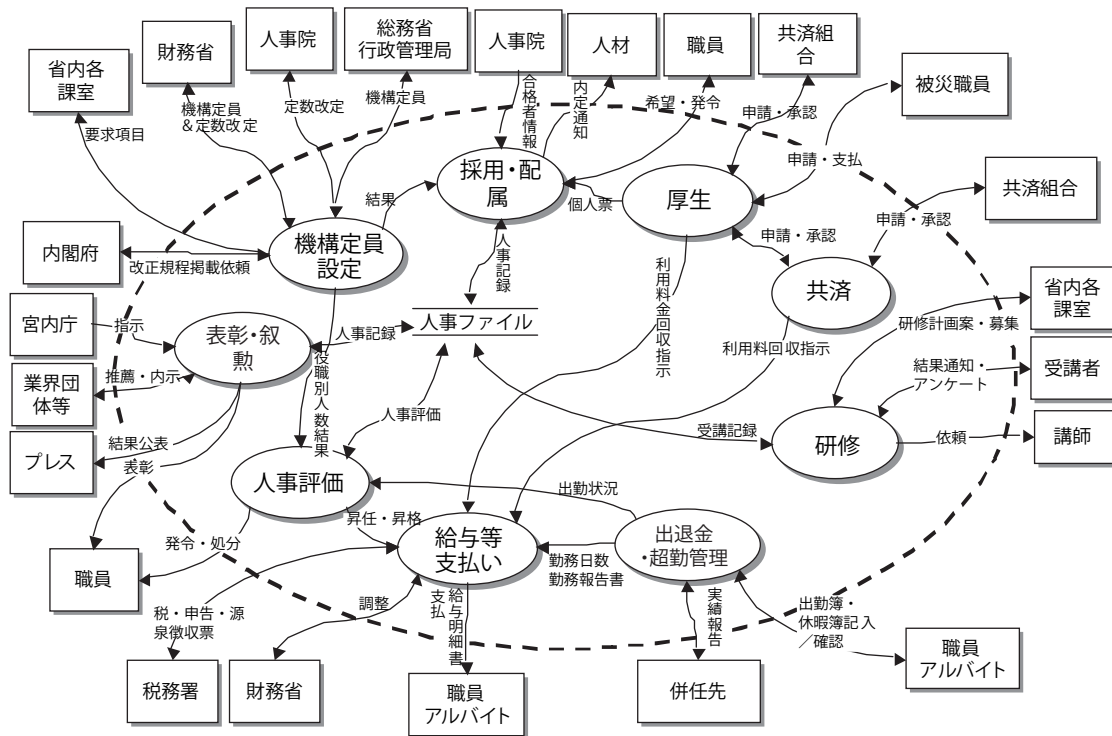 人事院
総務省
行政管理局
人事院
人材
職員
共済組
合
財務省
省内各
課室
被災職員
機構定員
&定数改定
定数改定
機構定員
合格者情報
内定通知
希望・発令
申請・承認
要求項目
申請・支払
採用・配
属
結果
個人票
厚生
共済組合
申請・承認
内閣府
改正規程掲載依頼
機構定員
設定
人事記録
申請・承認
利用料金回収指示
共済
省内各
課室
宮内庁
指示
表彰・叙
勲
人事記録
人事ファイル
研修計画案・募集
利用料回収指示
業界団
体等
推薦・内示
役職別人数結果
結果通知・
アンケート
受講者
人事評価
受講記録
研修
依頼
講師
プレス
結果公表
表彰
人事評価
出勤状況
昇任・昇格
給与等
支払い
出退金
・超勤管理
発令・処分
勤務日数
勤務報告書
職員
税・申告・源
泉徴収票
調整
給与明細書
支払
実績報告
出勤簿・
休暇簿記入
/確認
税務署
財務省
職員
アルバイト
併任先
職員
アルバイト